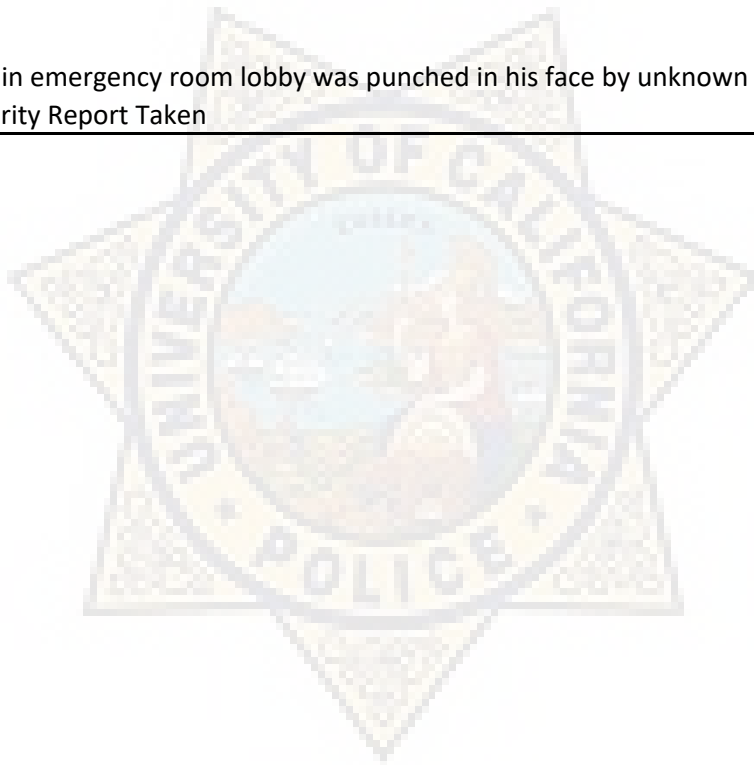 in emergency room lobby was punched in his face by unknown
rity Report Taken
UNIVERSITY OF CALIFORNIA
POLICE